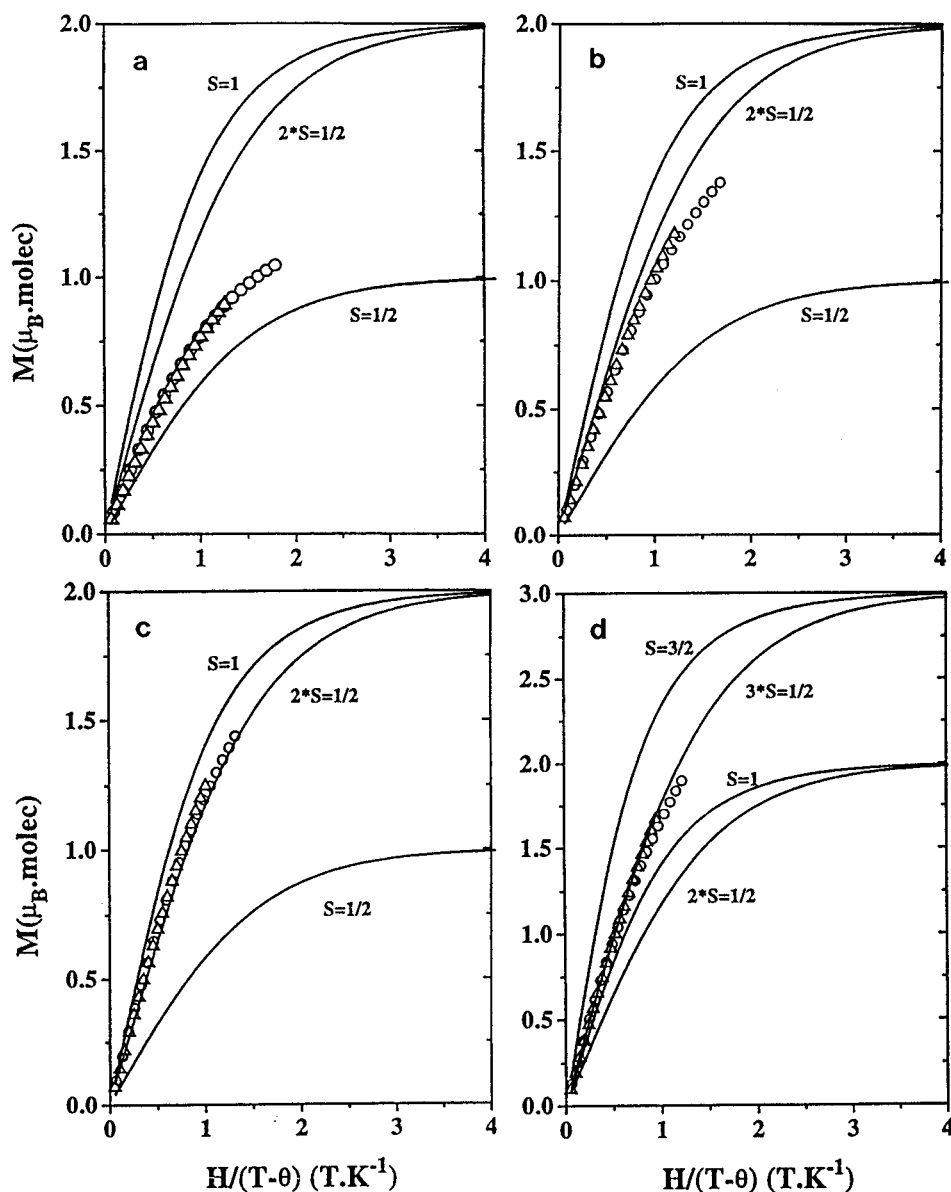 a
2.0
S=1
2*S=1/2
1.5
1.0
S=1/2
0.5
0.0
0 1 2 3 4
M(μB.molec)
b
2.0
S=1
2*S=1/2
1.5
1.0
S=1/2
0.5
0.0
0 1 2 3 4
c
2.0
S=1
2*S=1/2
1.5
1.0
S=1/2
0.5
0.0
0 1 2 3 4
M(μB.molec)
H/(T-θ) (T.K-1)
d
3.0
S=3/2
2.5
3*S=1/2
2.0
S=1
1.5
2*S=1/2
1.0
0.5
0.0
0 1 2 3 4
H/(T-θ) (T.K-1)